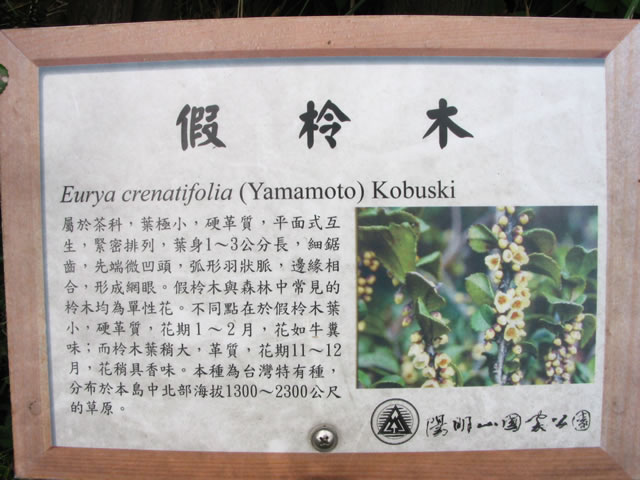 假柃木
Eurya crenatifolia (Yamamoto) Kobuski
屬於茶科，葉極小，硬革質，平面式互
生，緊密排列，葉身1～3公分長，細鋸
齒，先端微凹頭，弧形羽狀脈，邊緣相
合，形成網眼。假柃木與森林中常見的
柃木均為單性花。不同點在於假柃木葉
小，硬革質，花期1～2月，花如牛糞
味；而柃木葉稍大，革質，花期11～12
月，花稍具香味。本種為台灣特有種，
分布於本島中北部海拔1300～2300公尺
的草原。
陽明山國家公園